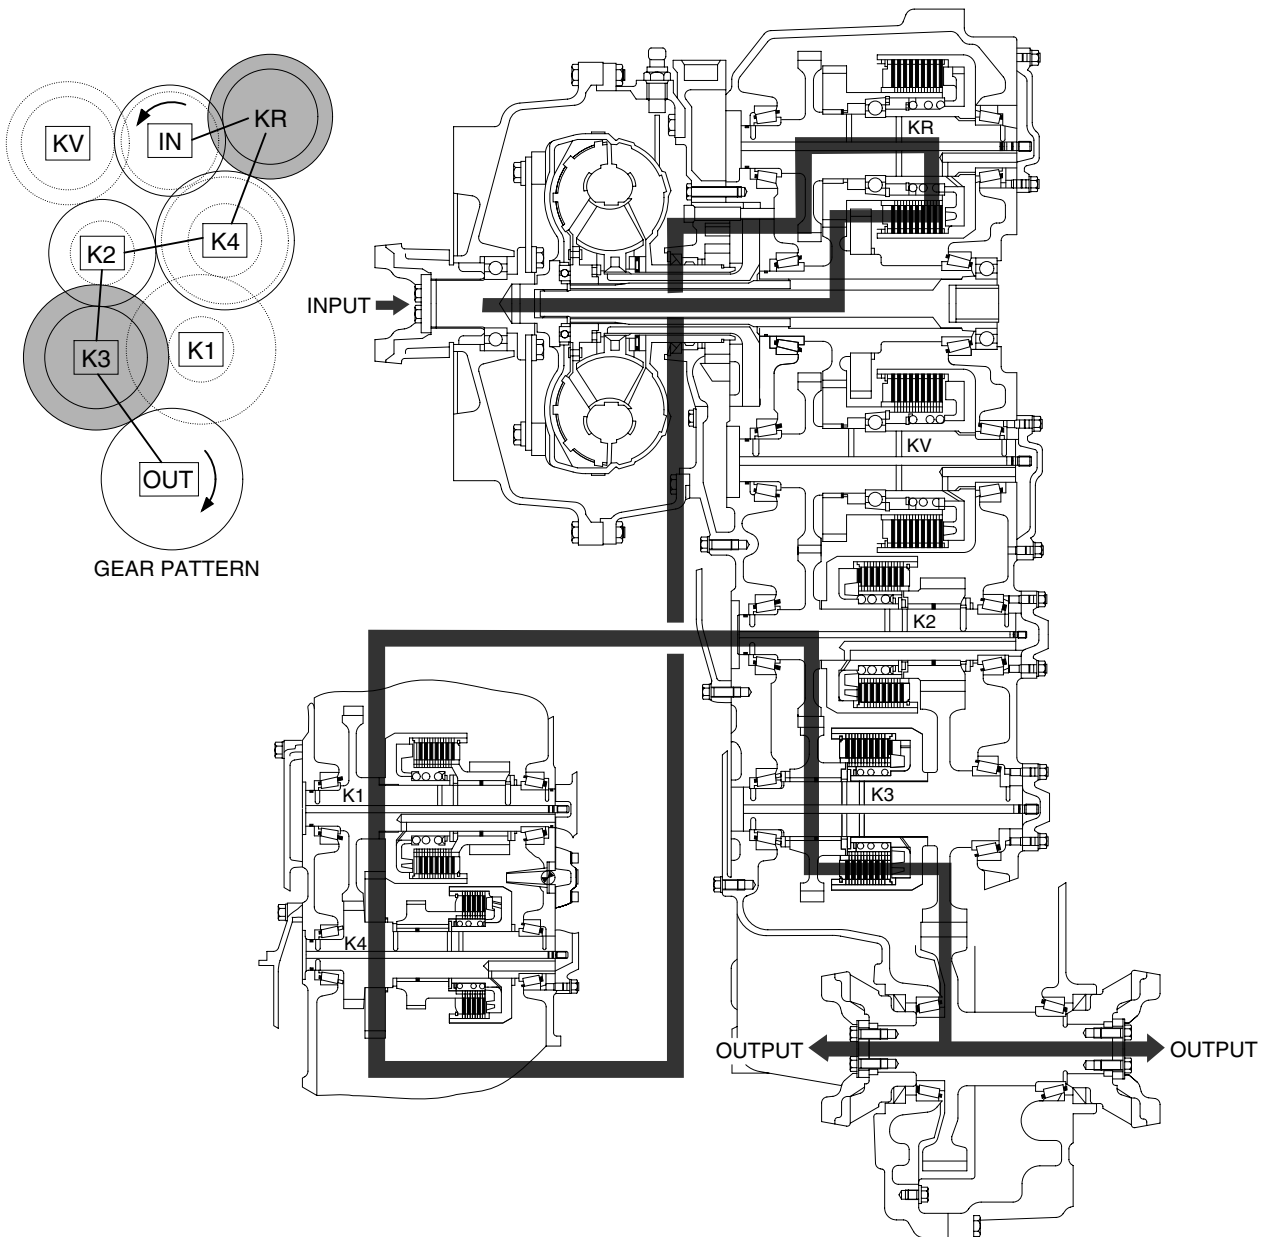 KR
KV
IN
KR
K4
K2
INPUT
K3
K1
KV
OUT
GEAR PATTERN
K2
K1
K3
K4
OUTPUT
OUTPUT